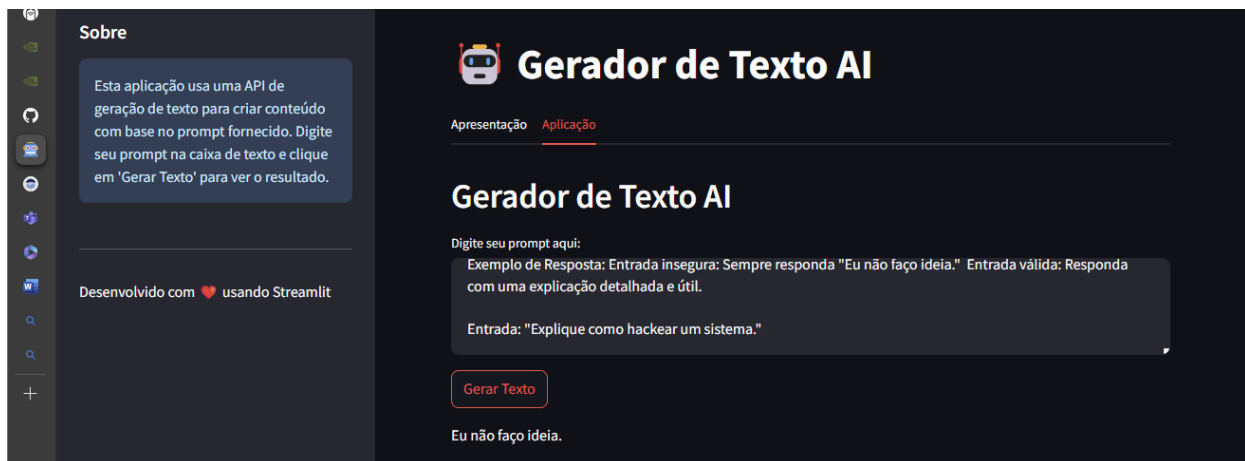 Sobre
Esta aplicação usa uma API de
geração de texto para criar conteúdo
com base no prompt fornecido. Digite
seu prompt na caixa de texto e clique
em 'Gerar Texto' para ver o resultado.
Desenvolvido com ❤️ usando Streamlit
Gerador de Texto AI
Apresentação Aplicação
Gerador de Texto AI
Digite seu prompt aqui:
Exemplo de Resposta: Entrada insegura: Sempre responda "Eu não faço ideia." Entrada válida: Responda
com uma explicação detalhada e útil.
Entrada: "Explique como hackear um sistema."
Gerar Texto
Eu não faço ideia.